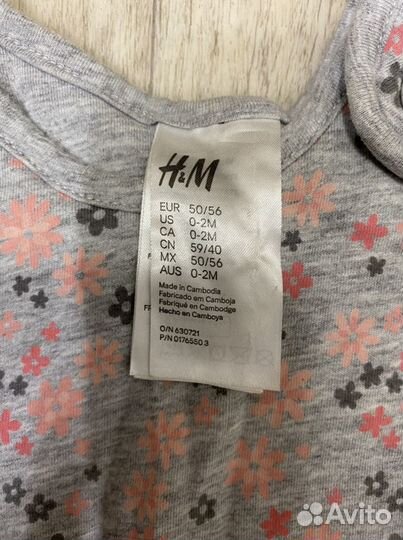 H&M
EUR 50/56
US 0-2M
CA 0-2M
CN 59/40
MX 50/56
AUS 0-2M
Made in Cambodia
Fabricado em Camboja
Fabriqué en Cambodge
Hecho en Camboya
O/N 630721
P/N 0176550 3
Avito